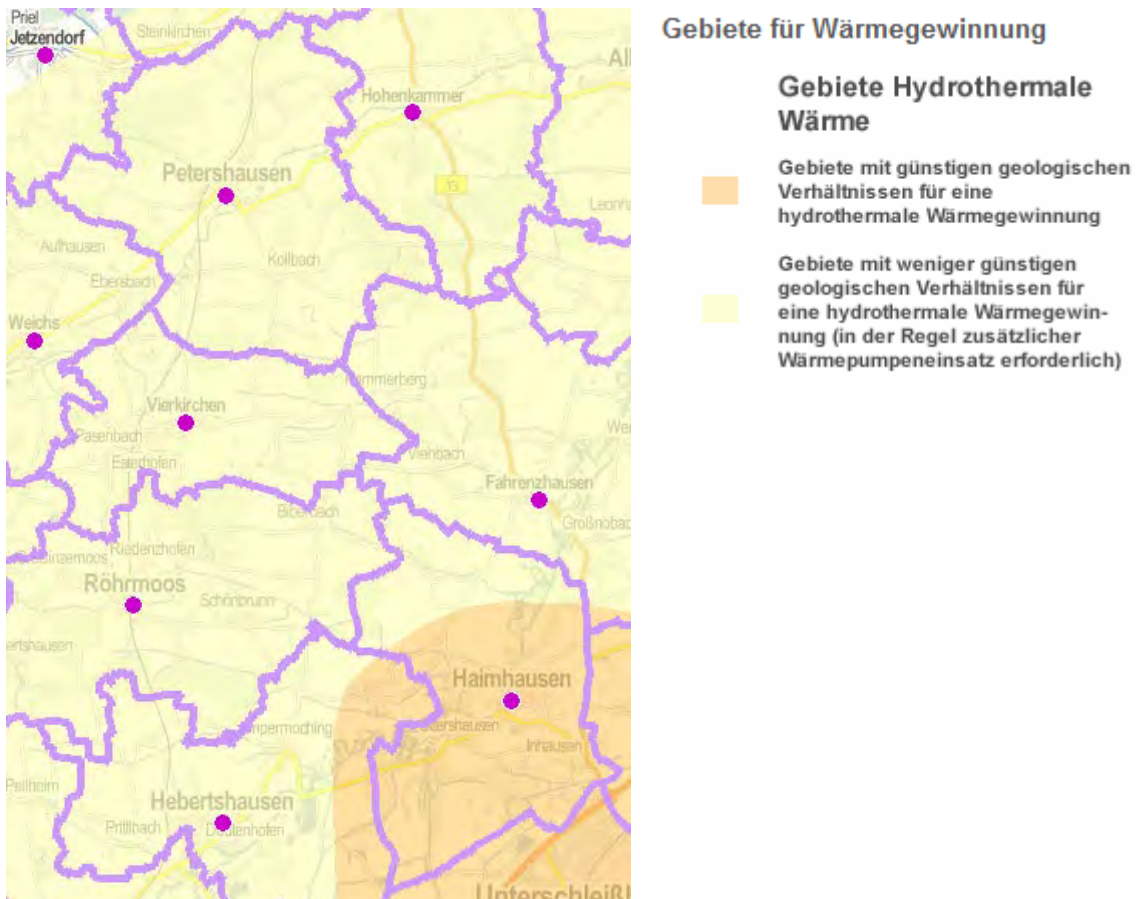 Priel
Jetzendorf
Steinkirchen
Hohenkammer
Petershausen
13
Aufhausen
Kollbach
Ebersbach
Weichs
Kammerberg
Vierkirchen
Pasenbach
Viehbach
Esterhofen
Fahrenzhausen
Biberbach
Riedenzhofen
Röhrmoos
Schönbrunn
Haimhausen
Inhausen
Pellheim
Hebertshausen
Prittlbach
Deutenhofen
Gebiete für Wärmegewinnung
Gebiete Hydrothermale
Wärme
Gebiete mit günstigen geologischen
Verhältnissen für eine
hydrothermale Wärmegewinnung
Gebiete mit weniger günstigen
geologischen Verhältnissen für
eine hydrothermale Wärmegewin-
nung (in der Regel zusätzlicher
Wärmepumpeneinsatz erforderlich)